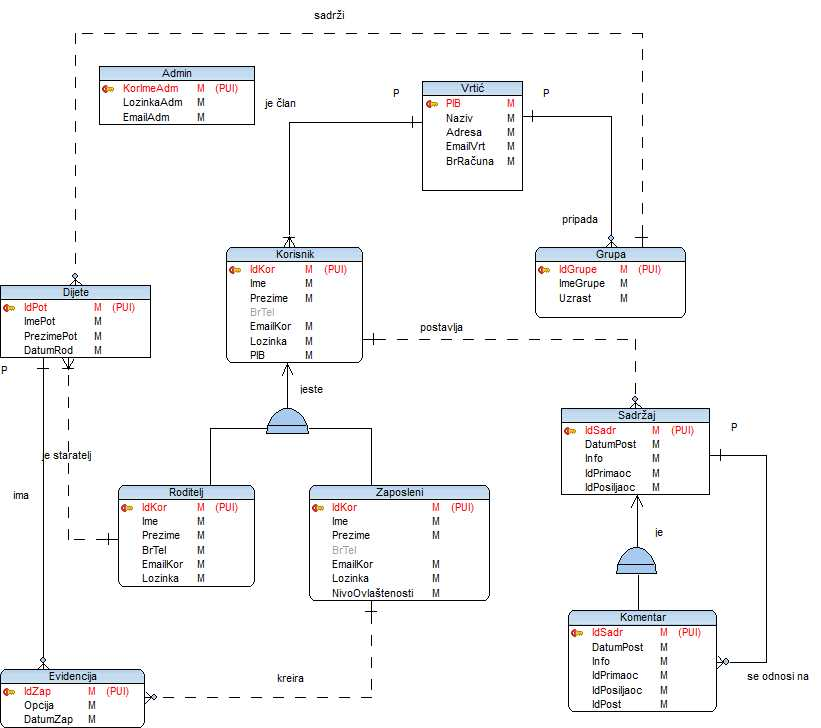 sadrži
Admin
KorImeAdm M (PUI)
LozinkaAdm M
EmailAdm M
je član
P
Vrtić
PIB M
Naziv M
Adresa M
EmailVrt M
BrRačuna M
P
pripada
Korisnik
IdKor M (PUI)
Ime M
Prezime M
BrTel
EmailKor M
Lozinka M
PIB M
Grupa
IdGrupe M (PUI)
ImeGrupe M
Uzrast M
Dijete
IdPot M (PUI)
ImePot M
PrezimePot M
DatumRod M
P
postavlja
jeste
Sadržaj
IdSadr M (PUI)
DatumPost M
Info M
IdPrimaoc M
IdPosiljaoc M
P
je staratelj
ima
Roditelj
IdKor M (PUI)
Ime M
Prezime M
BrTel M
EmailKor M
Lozinka M
Zaposleni
IdKor M (PUI)
Ime M
Prezime M
BrTel
EmailKor M
Lozinka M
NivoOvlaštenosti M
je
Komentar
IdSadr M (PUI)
DatumPost M
Info M
IdPrimaoc M
IdPosiljaoc M
IdPost M
se odnosi na
kreira
Evidencija
IdZap M (PUI)
Opcija M
DatumZap M